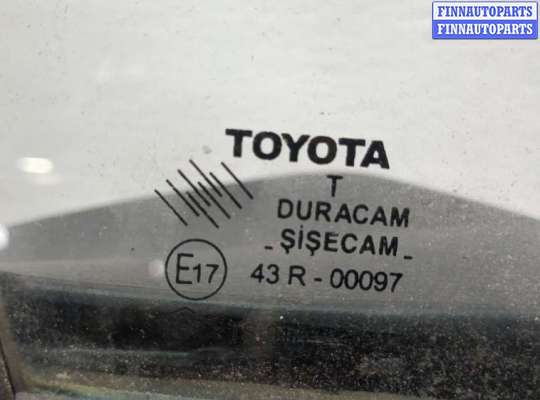 FINNAUTOPARTS
FINNAUTOPARTS
TOYOTA
T
DURACAM
- ŞİŞECAM -
E17 43 R - 00097